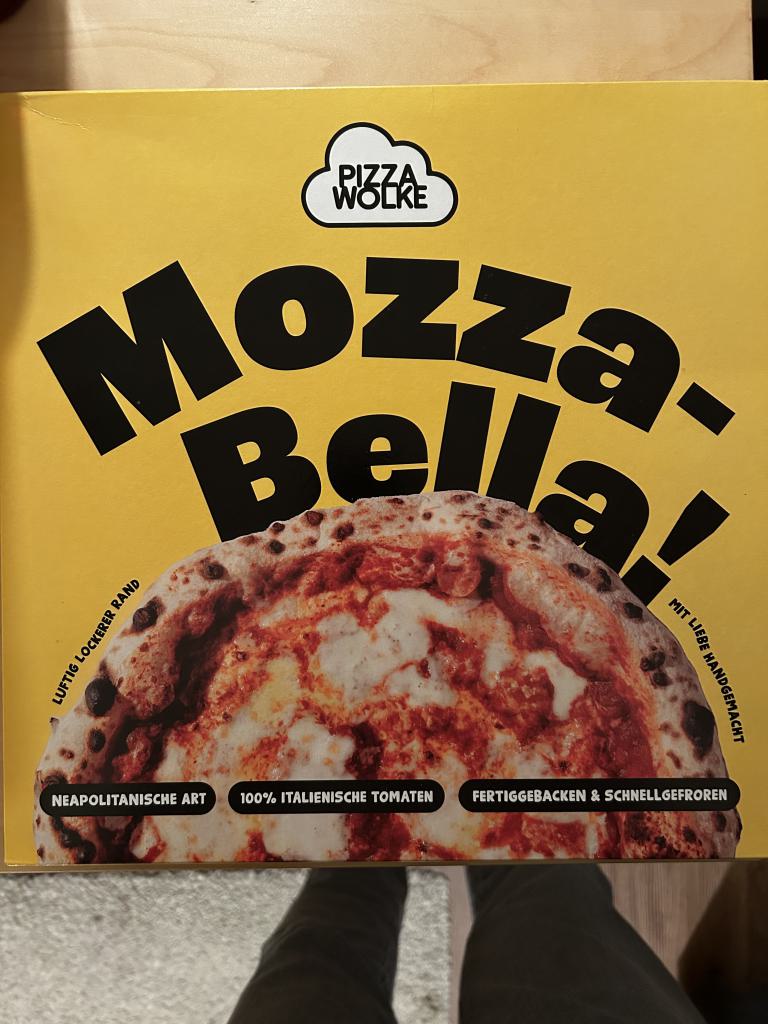 PIZZA
WOLKE
Mozza-
Bella!
LUFTIG LOCKERER RAND
MIT LIEBE HANDGEMACHT
NEAPOLITANISCHE ART
100% ITALIENISCHE TOMATEN
FERTIGGEBACKEN & SCHNELLGEFROREN